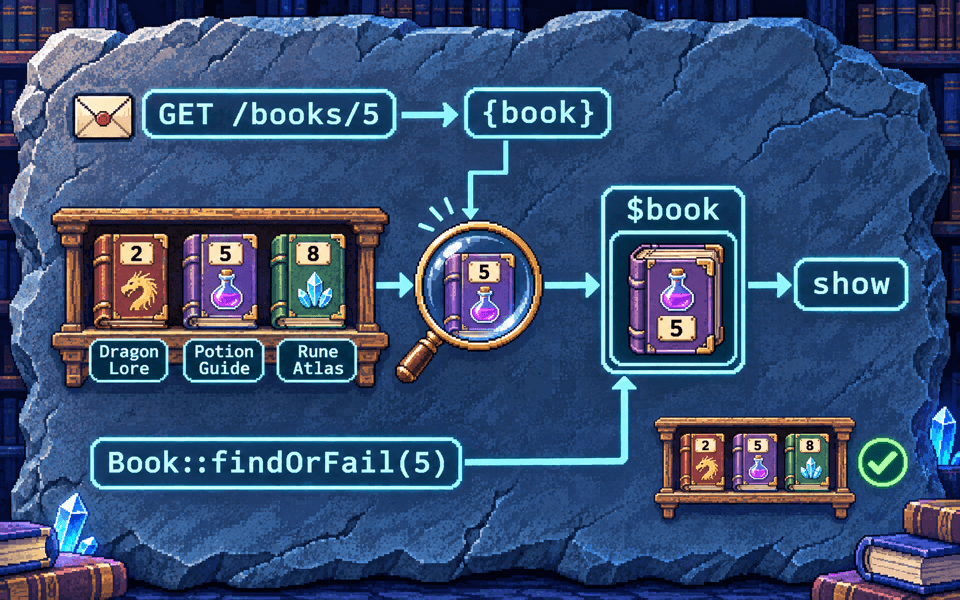 GET /books/5
{book}
$book
2
5
8
5
5
show
Dragon
Lore
Potion
Guide
Rune
Atlas
Book::findOrFail(5)
2
5
8